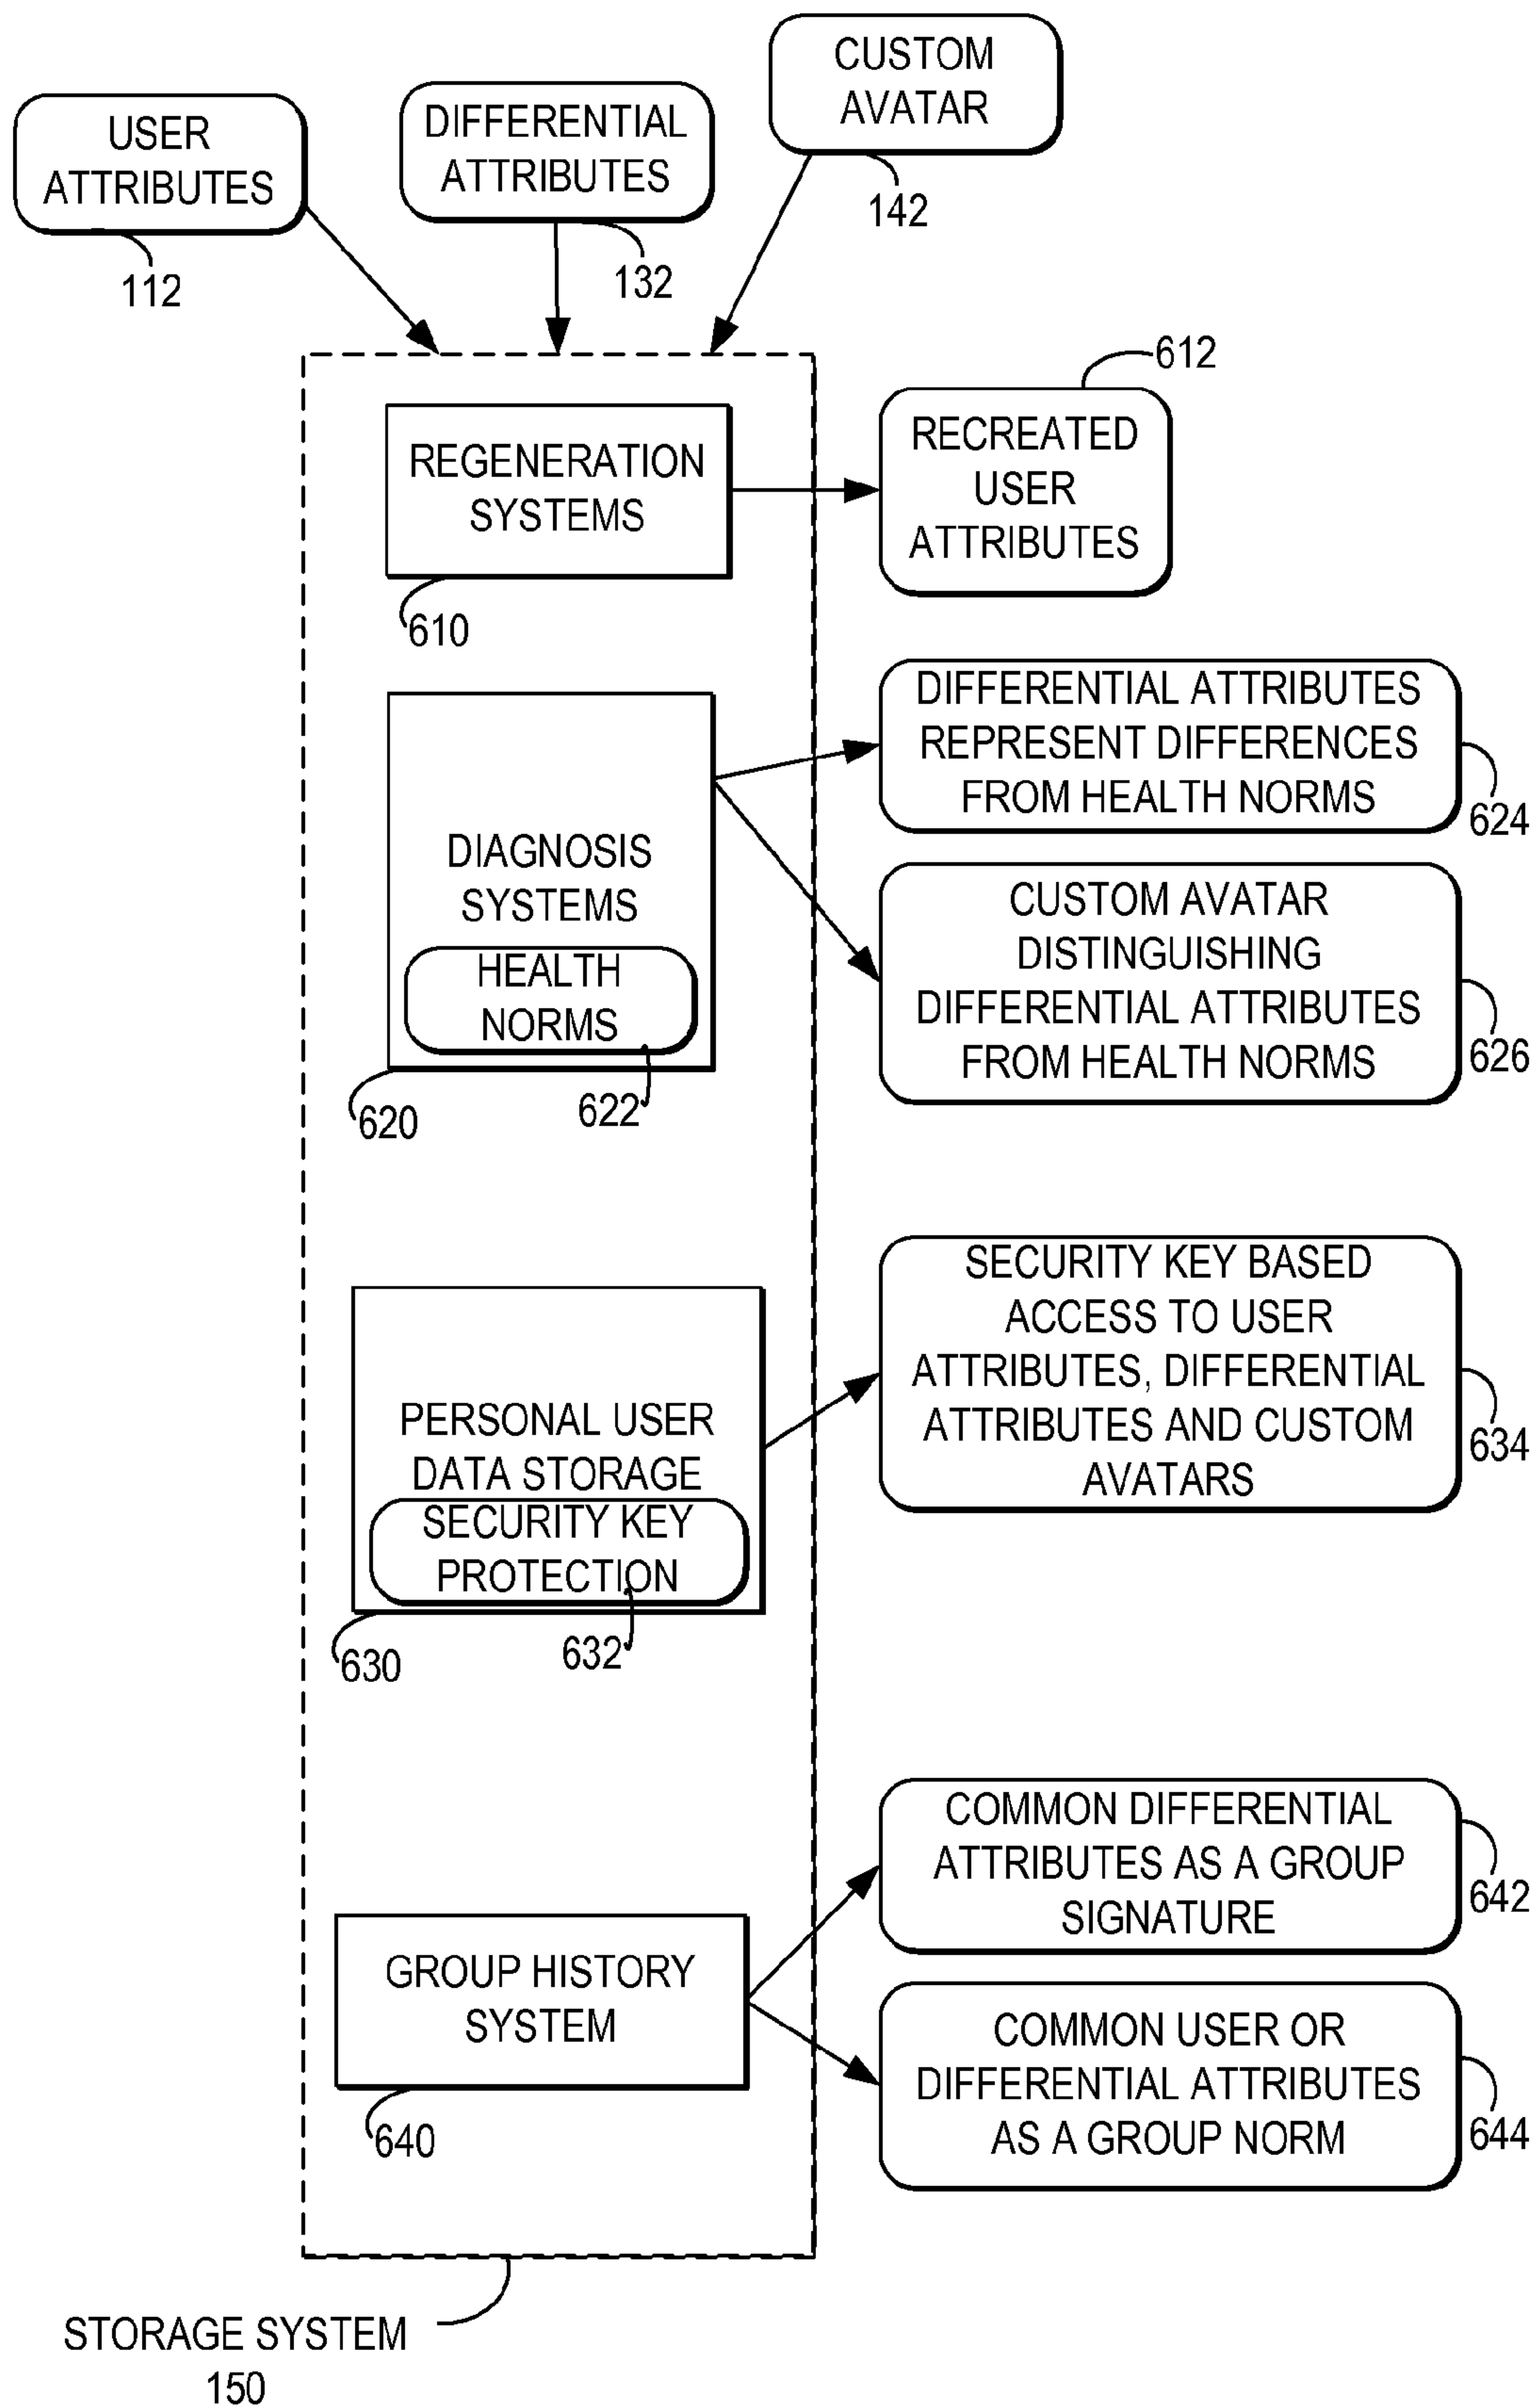 CUSTOM
AVATAR
142
USER
ATTRIBUTES
112
DIFFERENTIAL
ATTRIBUTES
132
REGENERATION
SYSTEMS
610
612
RECREATED
USER
ATTRIBUTES
DIAGNOSIS
SYSTEMS
HEALTH
NORMS
620
622
DIFFERENTIAL ATTRIBUTES
REPRESENT DIFFERENCES
FROM HEALTH NORMS
624
CUSTOM AVATAR
DISTINGUISHING
DIFFERENTIAL ATTRIBUTES
FROM HEALTH NORMS
626
PERSONAL USER
DATA STORAGE
SECURITY KEY
PROTECTION
630
632
SECURITY KEY BASED
ACCESS TO USER
ATTRIBUTES, DIFFERENTIAL
ATTRIBUTES AND CUSTOM
AVATARS
634
GROUP HISTORY
SYSTEM
640
COMMON DIFFERENTIAL
ATTRIBUTES AS A GROUP
SIGNATURE
642
COMMON USER OR
DIFFERENTIAL ATTRIBUTES
AS A GROUP NORM
644
STORAGE SYSTEM
150